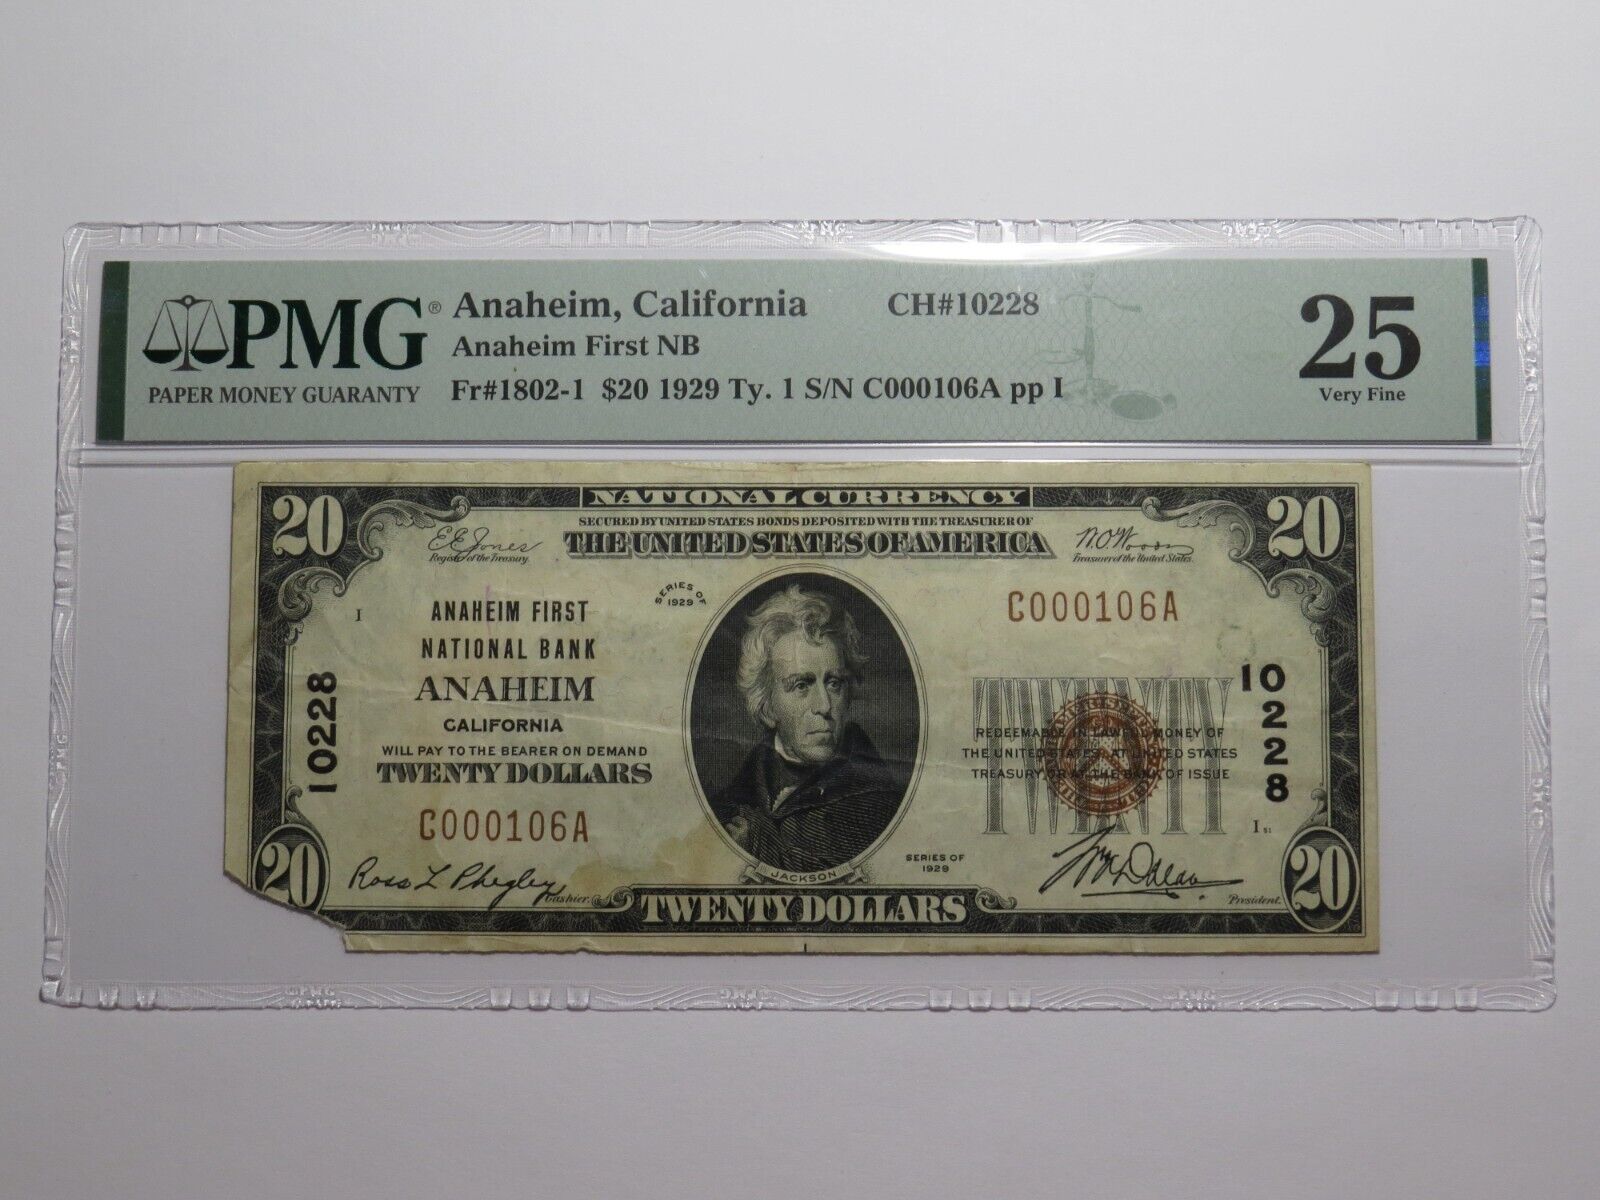 PMG®
PAPER MONEY GUARANTY
Anaheim, California CH#10228
Anaheim First NB
Fr#1802-1 $20 1929 Ty. 1 S/N C000106A pp I
25
Very Fine
20
NATIONAL CURRENCY
20
SECURED BY UNITED STATES BONDS DEPOSITED WITH THE TREASURER OF
THE UNITED STATES OF AMERICA
E.E. Jones
Register of the Treasury.
W.O. Woods
Treasurer of the United States.
SERIES OF
1929
I
ANAHEIM FIRST
NATIONAL BANK
ANAHEIM
CALIFORNIA
WILL PAY TO THE BEARER ON DEMAND
TWENTY DOLLARS
C000106A
10228
C000106A
10228
TWENTY
REDEEMABLE IN LAWFUL MONEY OF
THE UNITED STATES AT UNITED STATES
TREASURY OR AT THE BANK OF ISSUE
I 51
20
Ross L Phegley
Cashier.
JACKSON
SERIES OF
1929
President.
20
TWENTY DOLLARS